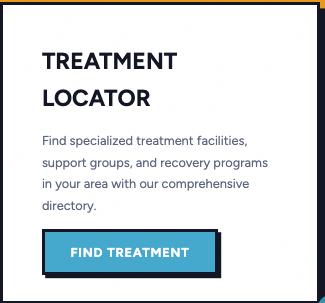 TREATMENT
LOCATOR
Find specialized treatment facilities,
support groups, and recovery programs
in your area with our comprehensive
directory.
FIND TREATMENT